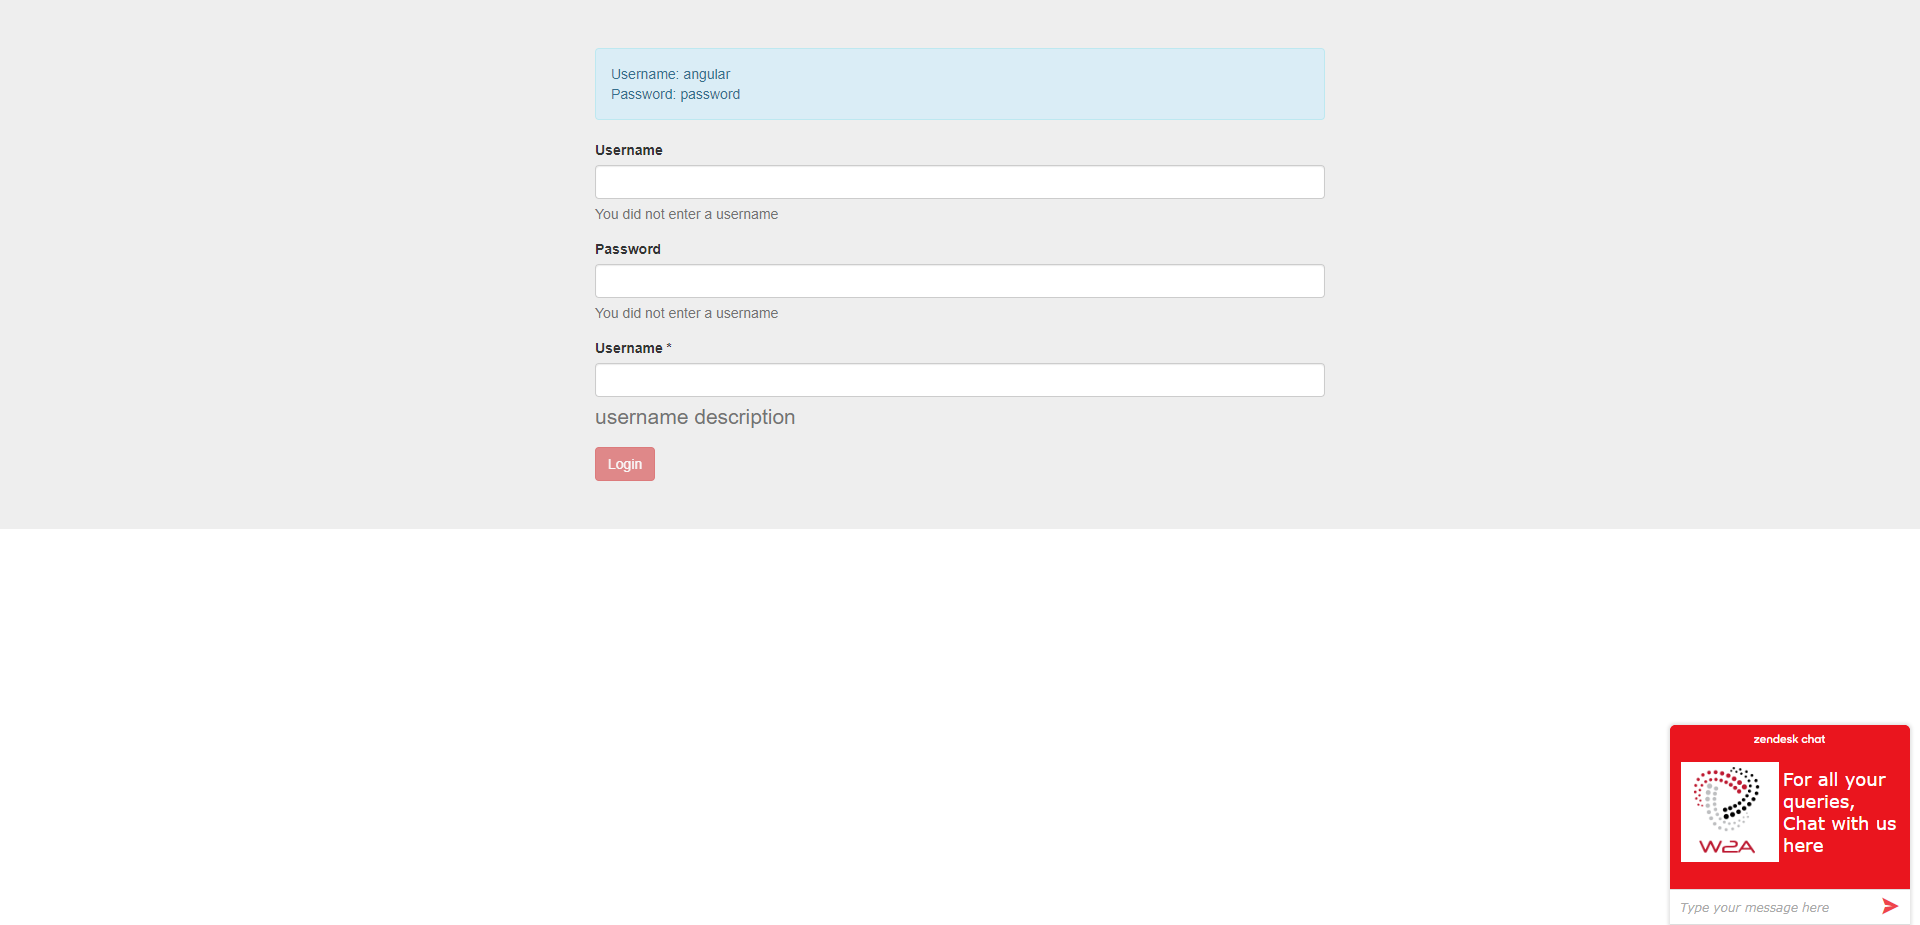 Username: angular
Password: password
Username
You did not enter a username
Password
You did not enter a username
Username *
username description
Login
zendesk chat
W2A
For all your
queries,
Chat with us
here
Type your message here